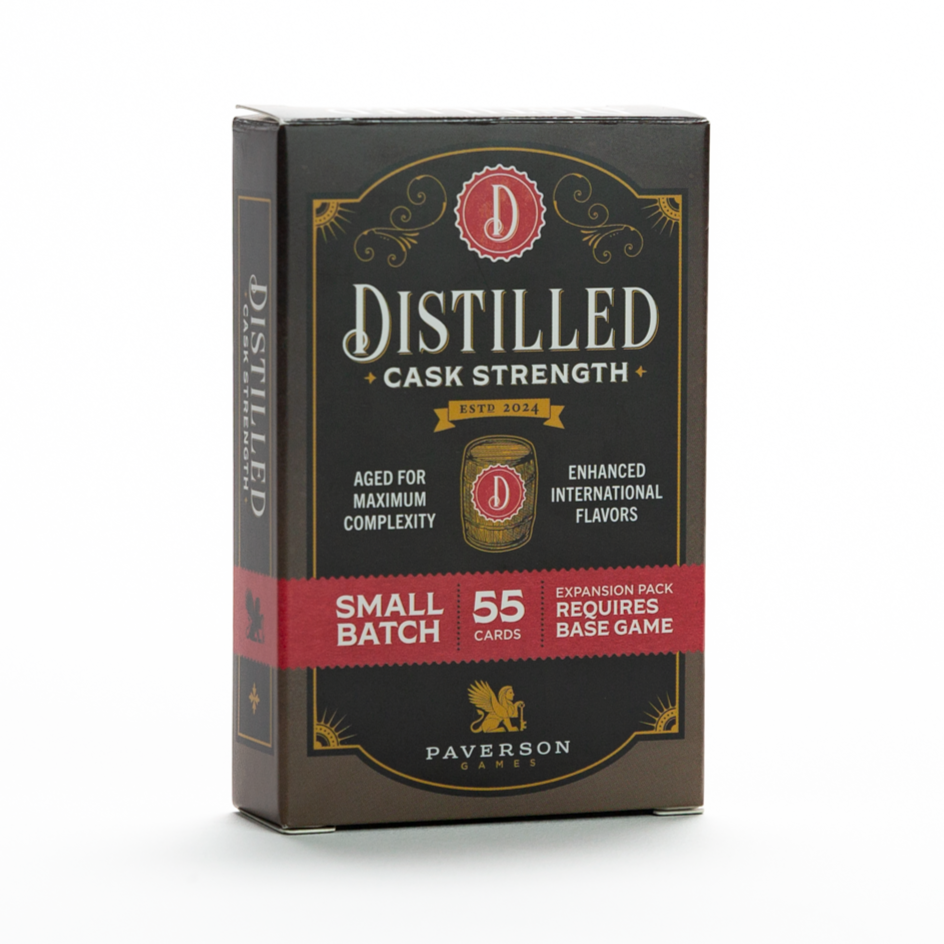 D
DISTILLED
CASK STRENGTH
ESTD 2024
AGED FOR
MAXIMUM
COMPLEXITY
D
ENHANCED
INTERNATIONAL
FLAVORS
SMALL
BATCH
55
CARDS
EXPANSION PACK
REQUIRES
BASE GAME
PAVERSON
GAMES
DISTILLED
CASK STRENGTH